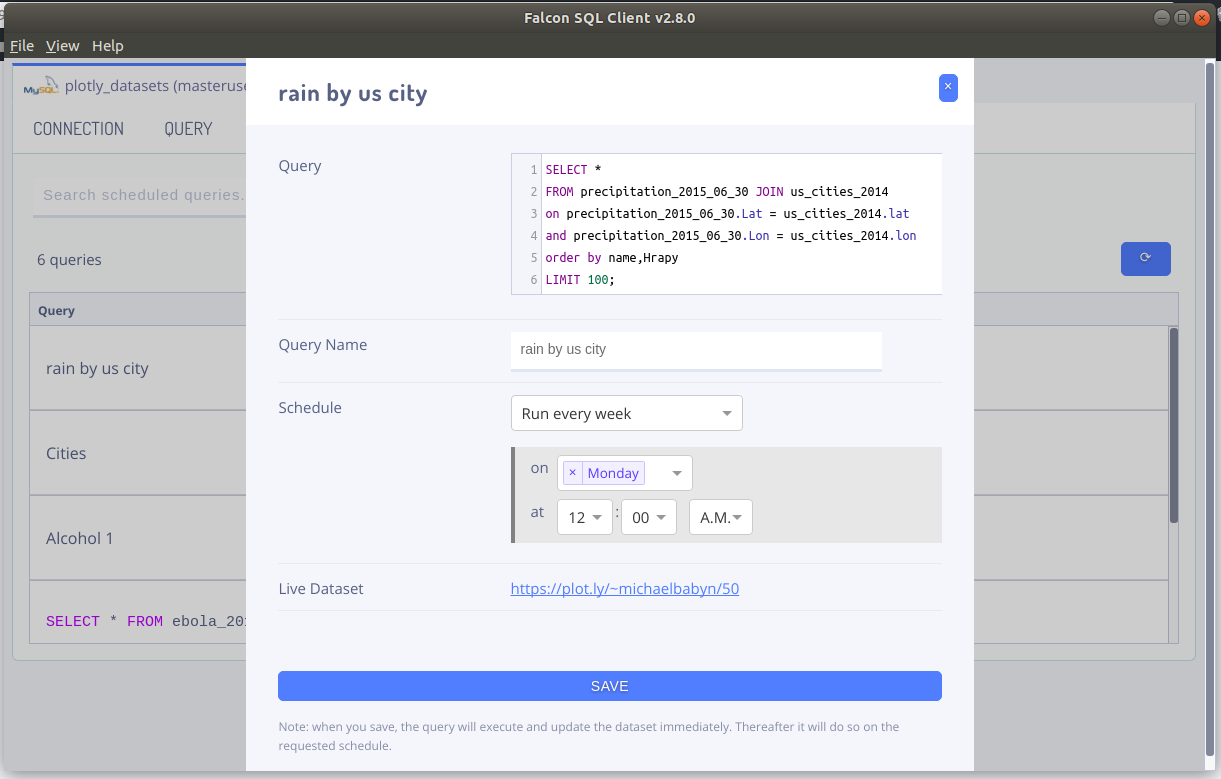 Falcon SQL Client v2.8.0
File View Help
MySQL plotly_datasets (masteruse
CONNECTION QUERY
Search scheduled queries.
6 queries
Query
rain by us city
Cities
Alcohol 1
SELECT * FROM ebola_20
rain by us city
×
Query
1 SELECT *
2 FROM precipitation_2015_06_30 JOIN us_cities_2014
3 on precipitation_2015_06_30.Lat = us_cities_2014.lat
4 and precipitation_2015_06_30.Lon = us_cities_2014.lon
5 order by name,Hrapy
6 LIMIT 100;
Query Name rain by us city
Schedule Run every week
on × Monday
at 12 : 00 A.M.
Live Dataset https://plot.ly/~michaelbabyn/50
SAVE
Note: when you save, the query will execute and update the dataset immediately. Thereafter it will do so on the
requested schedule.